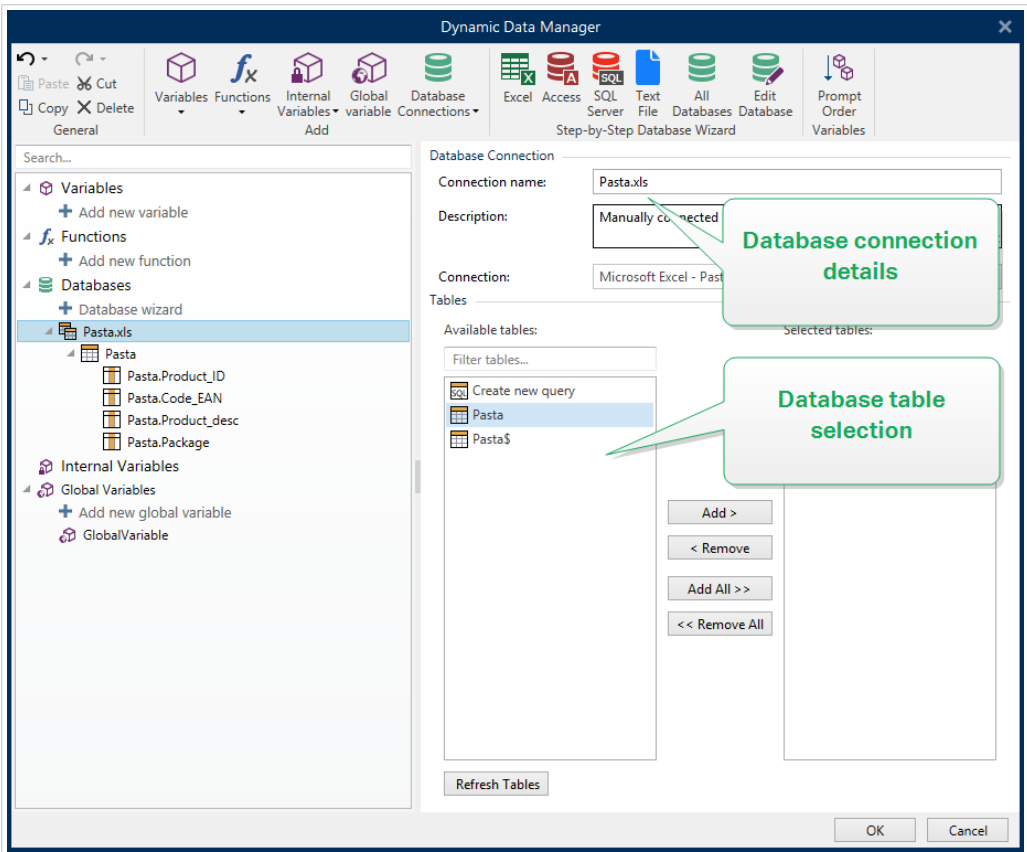 Dynamic Data Manager
Paste
Cut
Copy
Delete
General
Variables
Functions
Internal
Variables
Global
variable
Database
Connections
Add
Excel
Access
SQL
Server
Text
File
All
Databases
Edit
Database
Step-by-Step Database Wizard
Prompt
Order
Variables
Search...
Variables
Add new variable
Functions
Add new function
Databases
Database wizard
Pasta.xls
Pasta
Pasta.Product_ID
Pasta.Code_EAN
Pasta.Product_desc
Pasta.Package
Internal Variables
Global Variables
Add new global variable
GlobalVariable
Database Connection
Connection name:
Pasta.xls
Description:
Manually connected
Connection:
Microsoft Excel - Past
Database connection
details
Tables
Available tables:
Filter tables...
SQL Create new query
Pasta
Pasta$
Selected tables:
Database table
selection
Add >
< Remove
Add All >>
<< Remove All
Refresh Tables
OK
Cancel